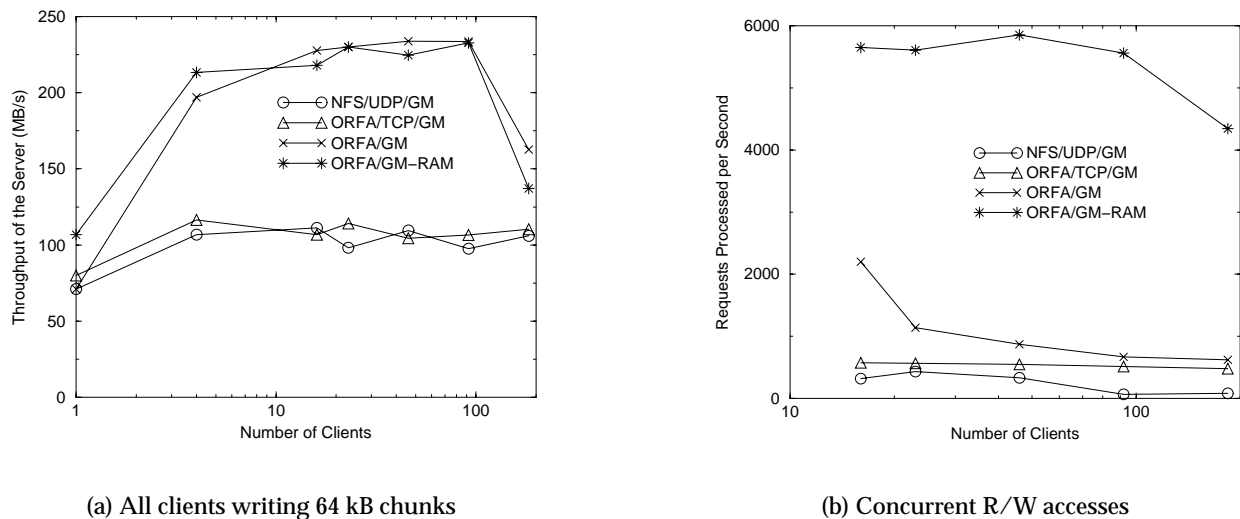 250
200
150
100
50
0
1
10
100
Number of Clients
Throughput of the Server (MB/s)
NFS/UDP/GM
ORFA/TCP/GM
ORFA/GM
ORFA/GM−RAM
(a) All clients writing 64 kB chunks
6000
4000
2000
0
10
100
Number of Clients
Requests Processed per Second
NFS/UDP/GM
ORFA/TCP/GM
ORFA/GM
ORFA/GM−RAM
(b) Concurrent R/W accesses